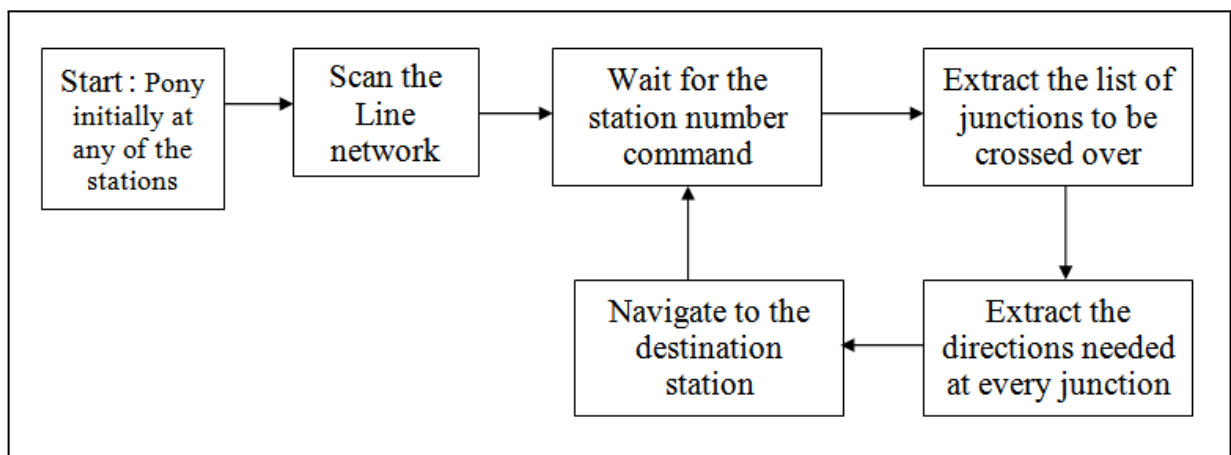 Start : Pony
initially at
any of the
stations
Scan the
Line
network
Wait for the
station number
command
Extract the list of
junctions to be
crossed over
Extract the
directions needed
at every junction
Navigate to the
destination
station